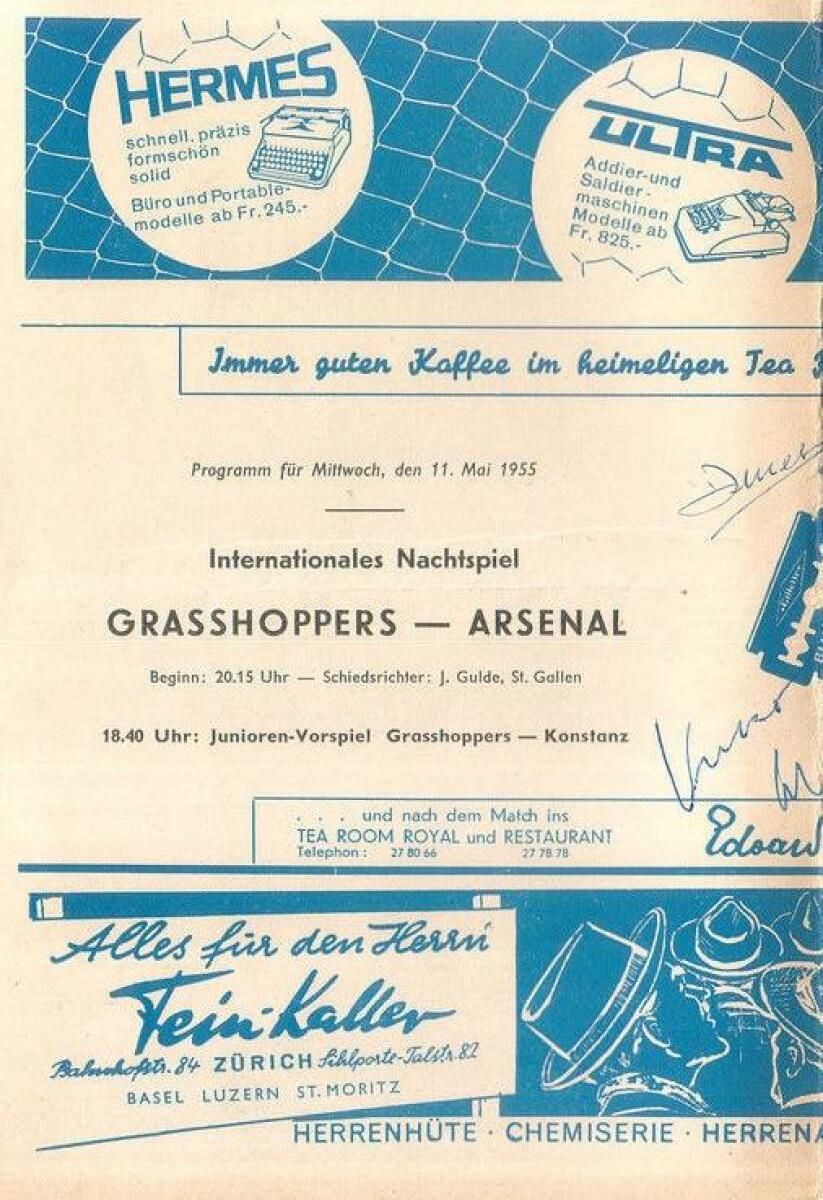 HERMES
schnell, präzis
formschön
solid
Büro und Portable-
modelle ab Fr. 245.-
ULTRA
Addier-und
Saldier-
maschinen
Modelle ab
Fr. 825.-
Immer guten Kaffee im heimeligen Tea
Programm für Mittwoch, den 11. Mai 1955
Internationales Nachtspiel
GRASSHOPPERS — ARSENAL
Beginn: 20.15 Uhr — Schiedsrichter: J. Gulde, St. Gallen
18.40 Uhr: Junioren-Vorspiel Grasshoppers — Konstanz
. . . und nach dem Match ins
TEA ROOM ROYAL und RESTAURANT
Telephon: 27 80 66 27 78 78
Edouard
Alles für den Herrn
Fein-Kaller
Bahnhofstr. 84 ZÜRICH Sihlporte-Talstr. 82
BASEL LUZERN ST. MORITZ
HERRENHÜTE · CHEMISERIE · HERRENA